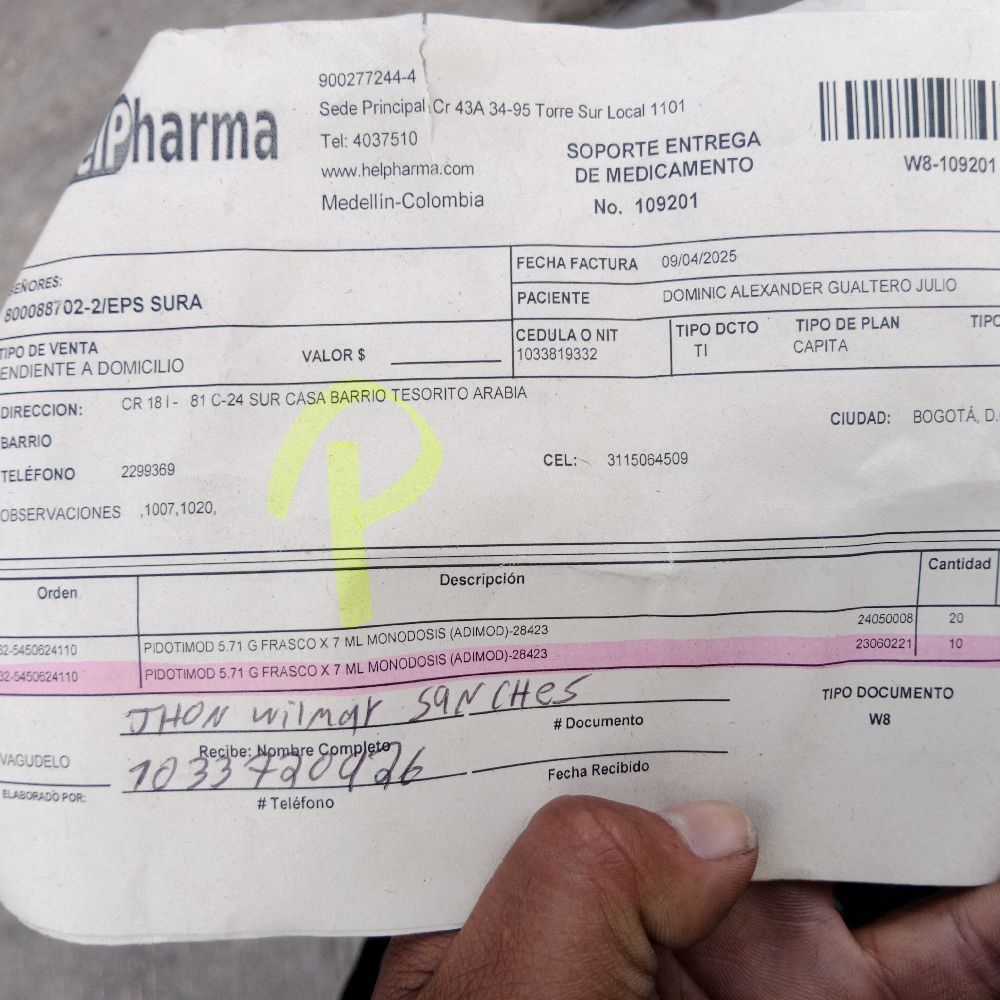 elPharma
900277244-4
Sede Principal Cr 43A 34-95 Torre Sur Local 1101
Tel: 4037510
www.helpharma.com
Medellín-Colombia
SOPORTE ENTREGA
DE MEDICAMENTO
No. 109201
W8-109201
EÑORES:
800088702-2/EPS SURA
FECHA FACTURA 09/04/2025
PACIENTE DOMINIC ALEXANDER GUALTERO JULIO
TIPO DE VENTA
ENDIENTE A DOMICILIO
VALOR $
CEDULA O NIT
1033819332
TIPO DCTO
TI
TIPO DE PLAN
CAPITA
TIPO
DIRECCION: CR 18 I - 81 C-24 SUR CASA BARRIO TESORITO ARABIA
BARRIO
CIUDAD: BOGOTÁ, D.
TELÉFONO 2299369
CEL: 3115064509
OBSERVACIONES ,1007,1020,
P
Orden Descripción Cantidad
32-5450624110 PIDOTIMOD 5.71 G FRASCO X 7 ML MONODOSIS (ADIMOD)-28423 24050008 20
32-5450624110 PIDOTIMOD 5.71 G FRASCO X 7 ML MONODOSIS (ADIMOD)-28423 23060221 10
JHON Wilmar SANCHES
# Documento
TIPO DOCUMENTO
W8
Recibe: Nombre Completo
VAGUDELO
ELABORADO POR:
# Teléfono
Fecha Recibido